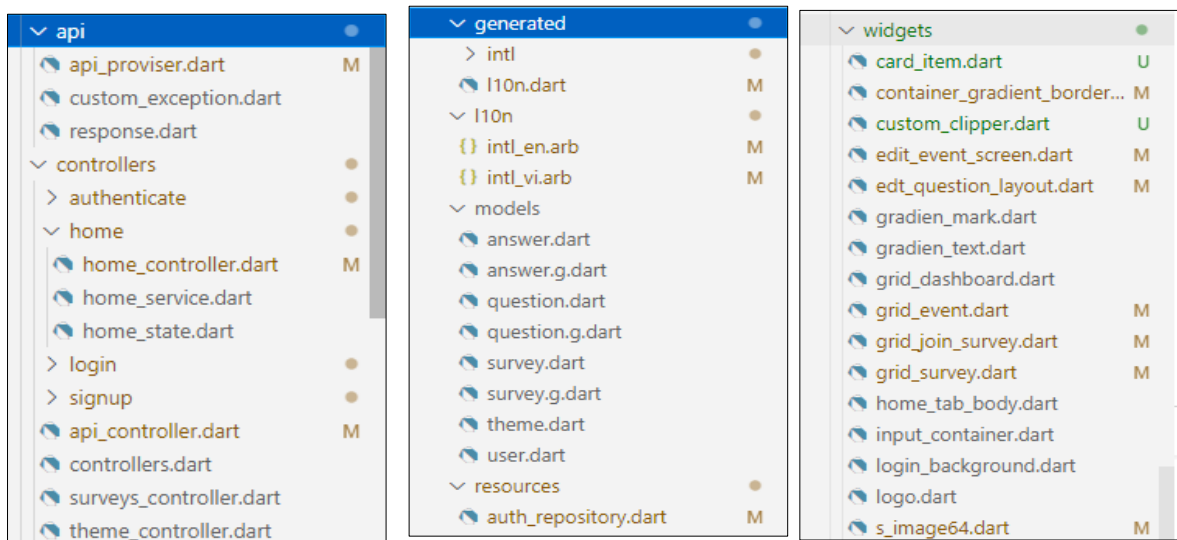 api
api_proviser.dart M
custom_exception.dart
response.dart
controllers
authenticate
home
home_controller.dart M
home_service.dart
home_state.dart
login
signup
api_controller.dart M
controllers.dart
surveys_controller.dart
theme_controller.dart
generated
intl
l10n.dart M
l10n
{} intl_en.arb M
{} intl_vi.arb M
models
answer.dart
answer.g.dart
question.dart
question.g.dart
survey.dart
survey.g.dart
theme.dart
user.dart
resources
auth_repository.dart M
widgets
card_item.dart U
container_gradient_border... M
custom_clipper.dart U
edit_event_screen.dart M
edt_question_layout.dart M
gradien_mark.dart
gradien_text.dart
grid_dashboard.dart
grid_event.dart M
grid_join_survey.dart M
grid_survey.dart M
home_tab_body.dart
input_container.dart
login_background.dart
logo.dart
s_image64.dart M